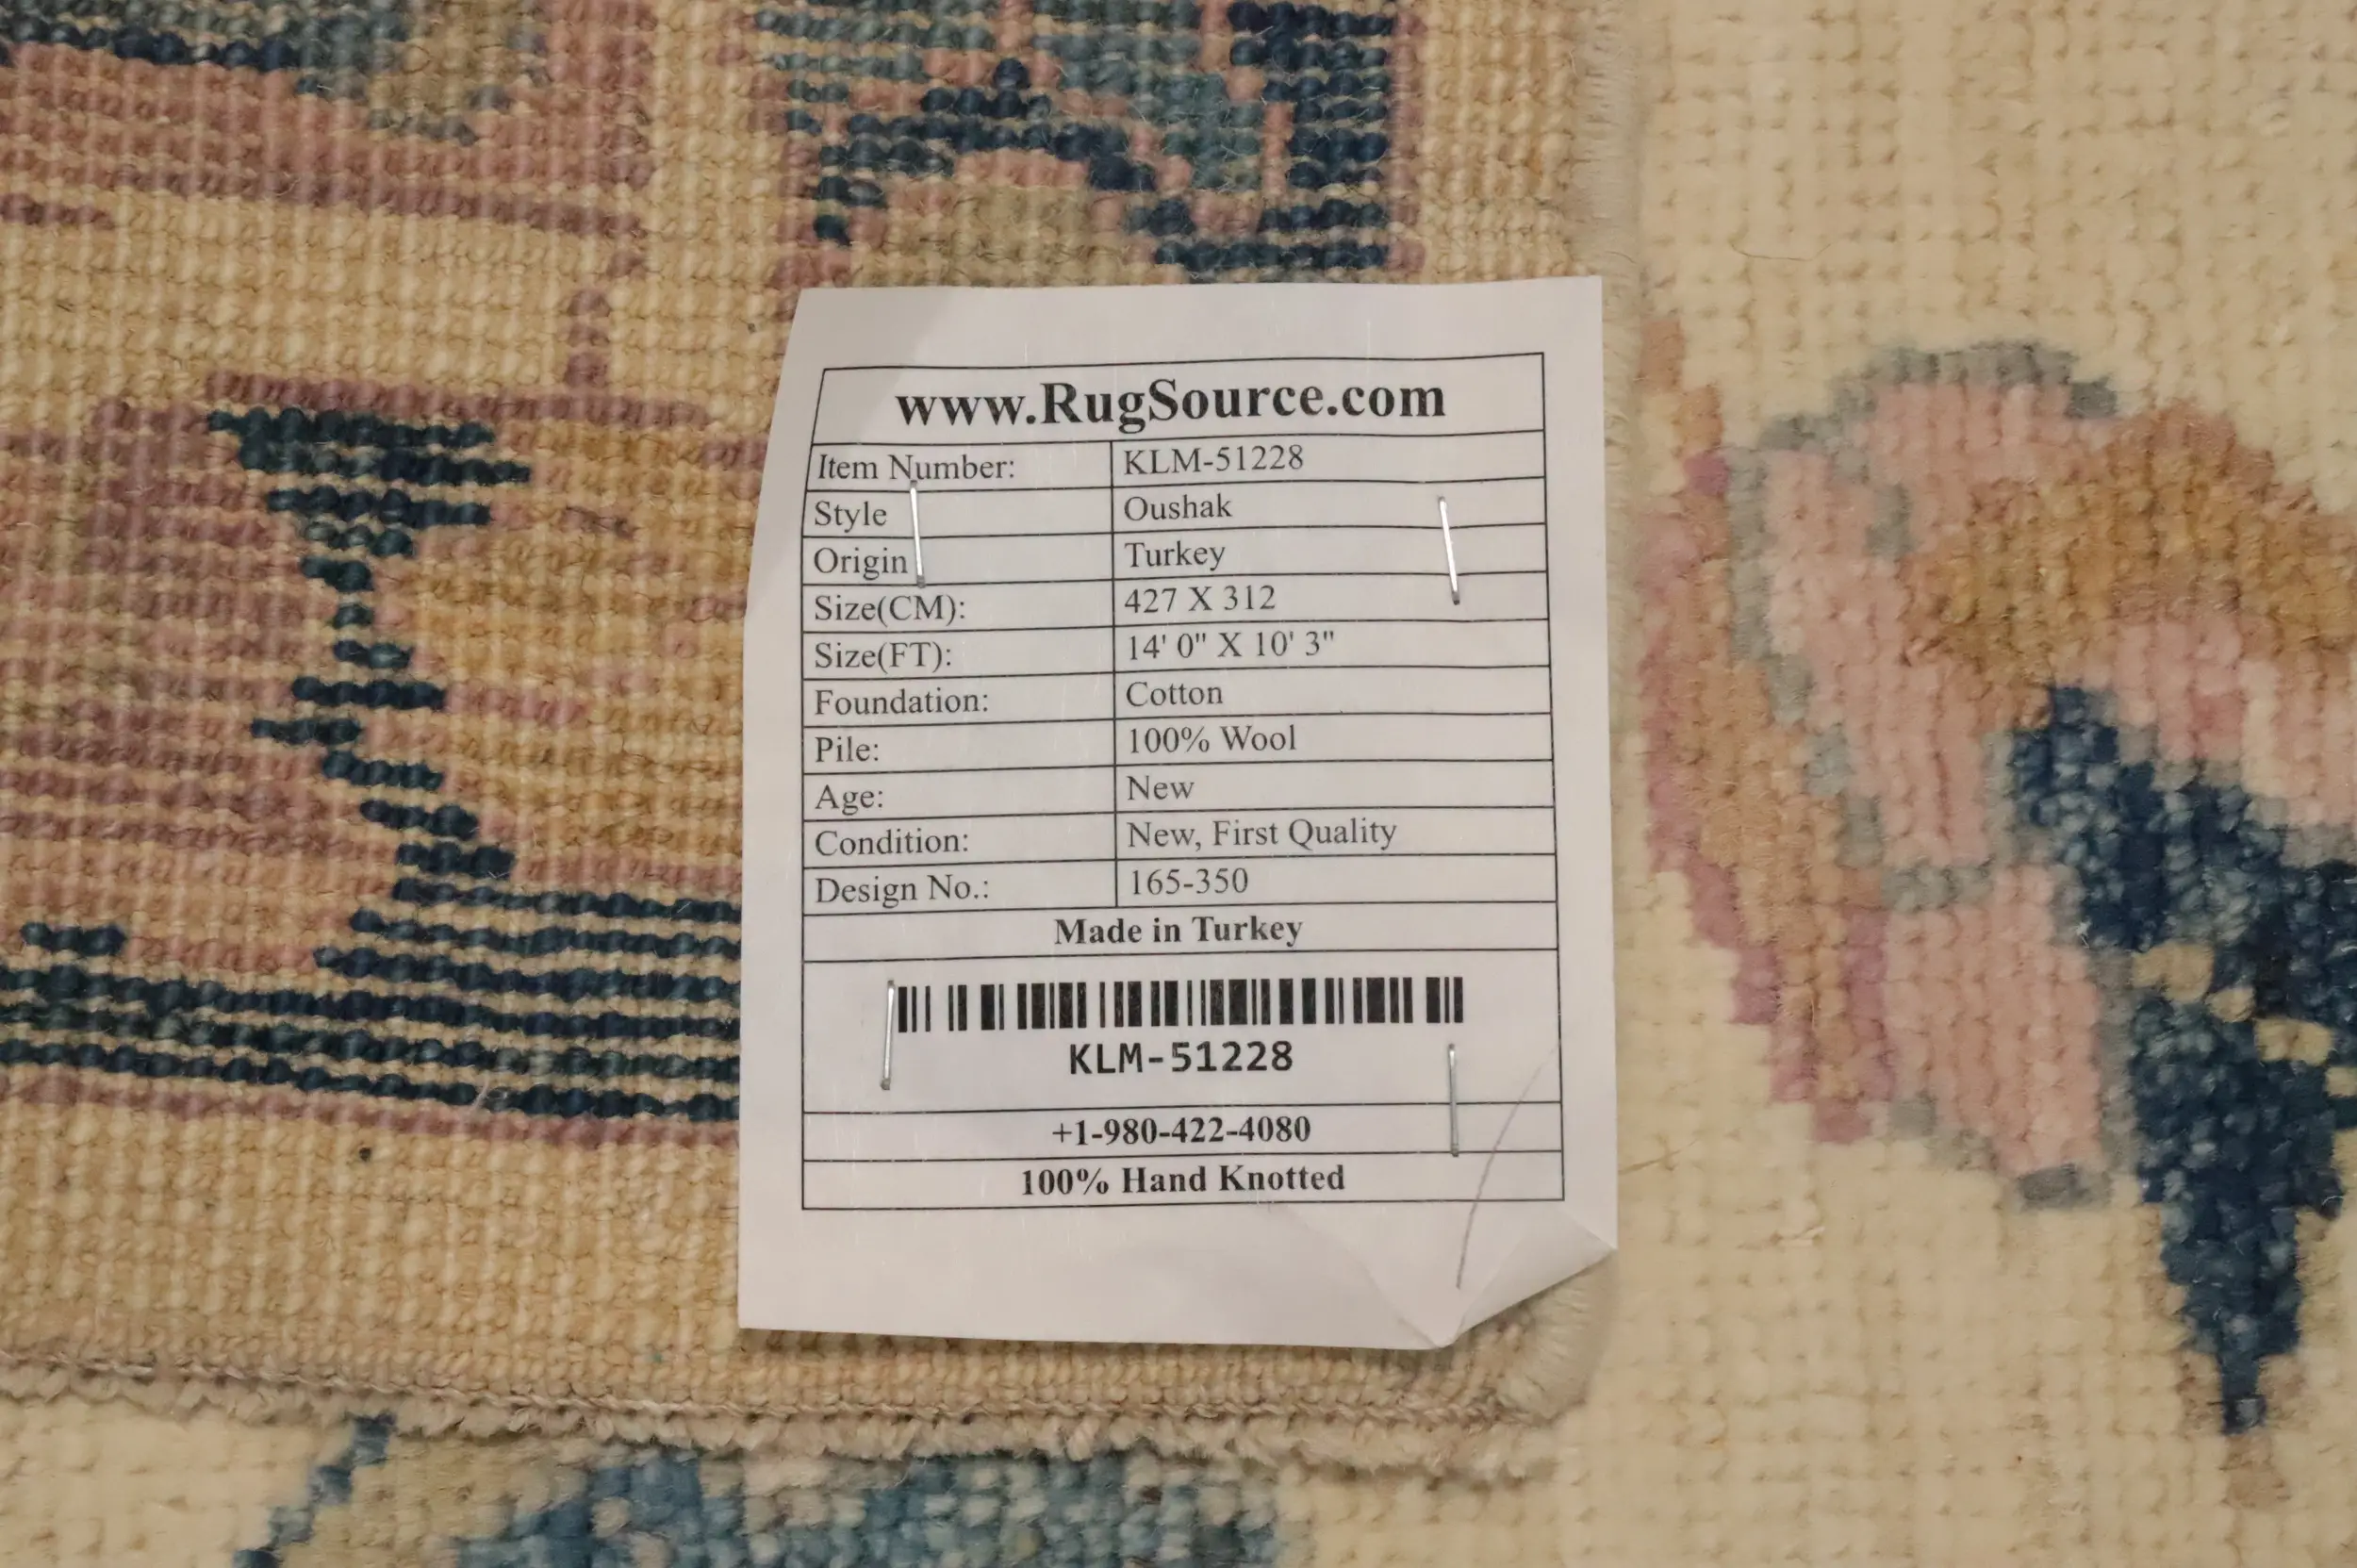 www.RugSource.com
Item Number: KLM-51228
Style Oushak
Origin Turkey
Size(CM): 427 X 312
Size(FT): 14' 0" X 10' 3"
Foundation: Cotton
Pile: 100% Wool
Age: New
Condition: New, First Quality
Design No.: 165-350
Made in Turkey
KLM-51228
+1-980-422-4080
100% Hand Knotted